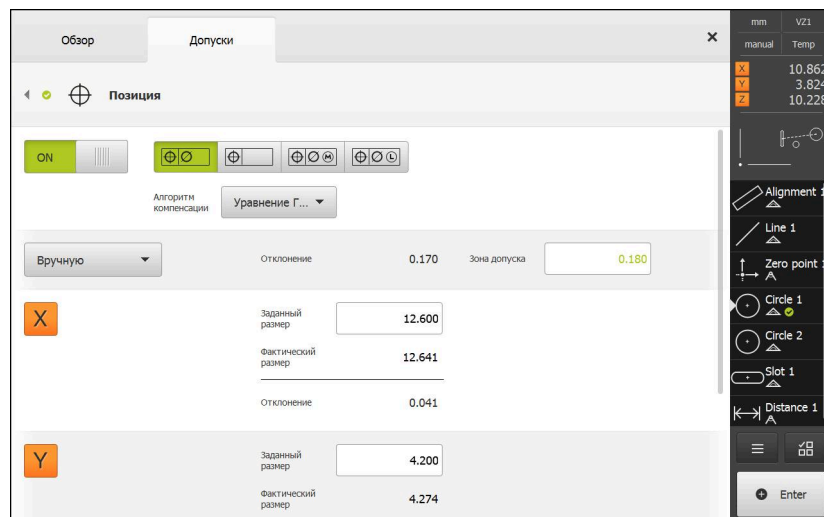 Обзор
Допуски
Позиция
ON
Алгоритм
компенсации
Уравнение Г...
Вручную
Отклонение
0.170
Зона допуска
0.180
X
Заданный
размер
12.600
Фактический
размер
12.641
Отклонение
0.041
Y
Заданный
размер
4.200
Фактический
размер
4.274
mm
VZ1
manual
Temp
X
10.862
Y
3.824
Z
10.228
Alignment 1
Line 1
Zero point 1
Circle 1
Circle 2
Slot 1
Distance 1
Enter